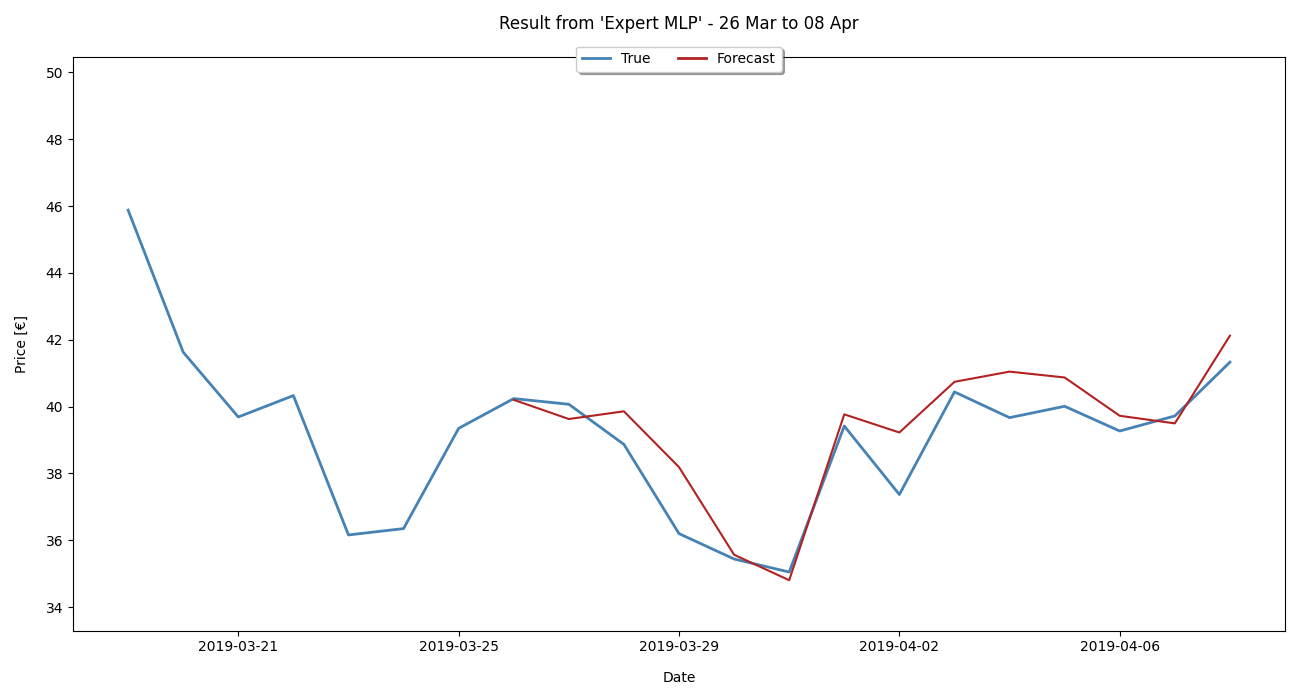 Result from 'Expert MLP' - 26 Mar to 08 Apr
True Forecast
50
48
46
44
42
40
38
36
34
Price [€]
2019-03-21 2019-03-25 2019-03-29 2019-04-02 2019-04-06
Date